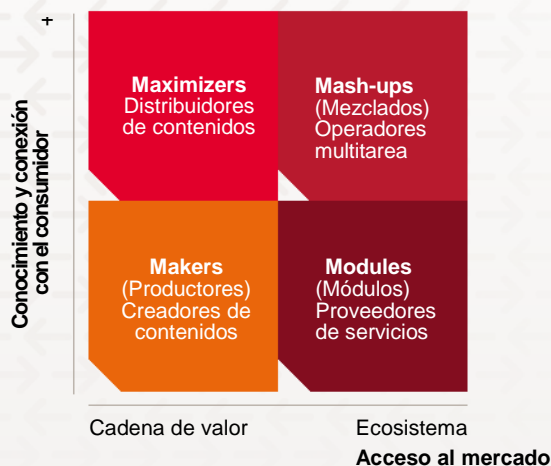 +
Conocimiento y conexión
con el consumidor
Maximizers
Distribuidores
de contenidos
Mash-ups
(Mezclados)
Operadores
multitarea
Makers
(Productores)
Creadores de
contenidos
Modules
(Módulos)
Proveedores
de servicios
Cadena de valor
Ecosistema
Acceso al mercado